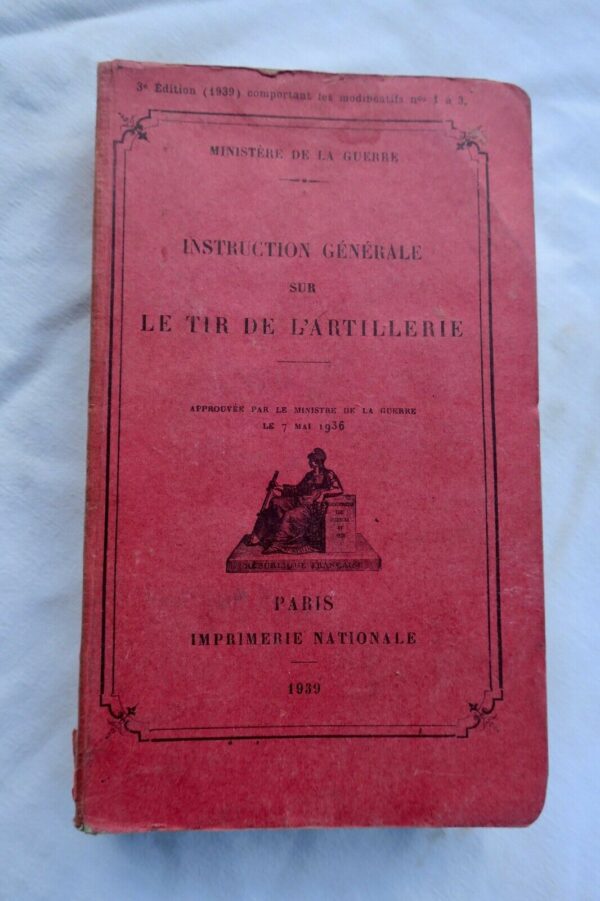 3e Édition (1939) comportant les modificatifs nos 1 à 3.
MINISTÈRE DE LA GUERRE
INSTRUCTION GÉNÉRALE
SUR
LE TIR DE L'ARTILLERIE
APPROUVÉE PAR LE MINISTRE DE LA GUERRE
LE 7 MAI 1936
RÉPUBLIQUE FRANÇAISE
PARIS
IMPRIMERIE NATIONALE
1939